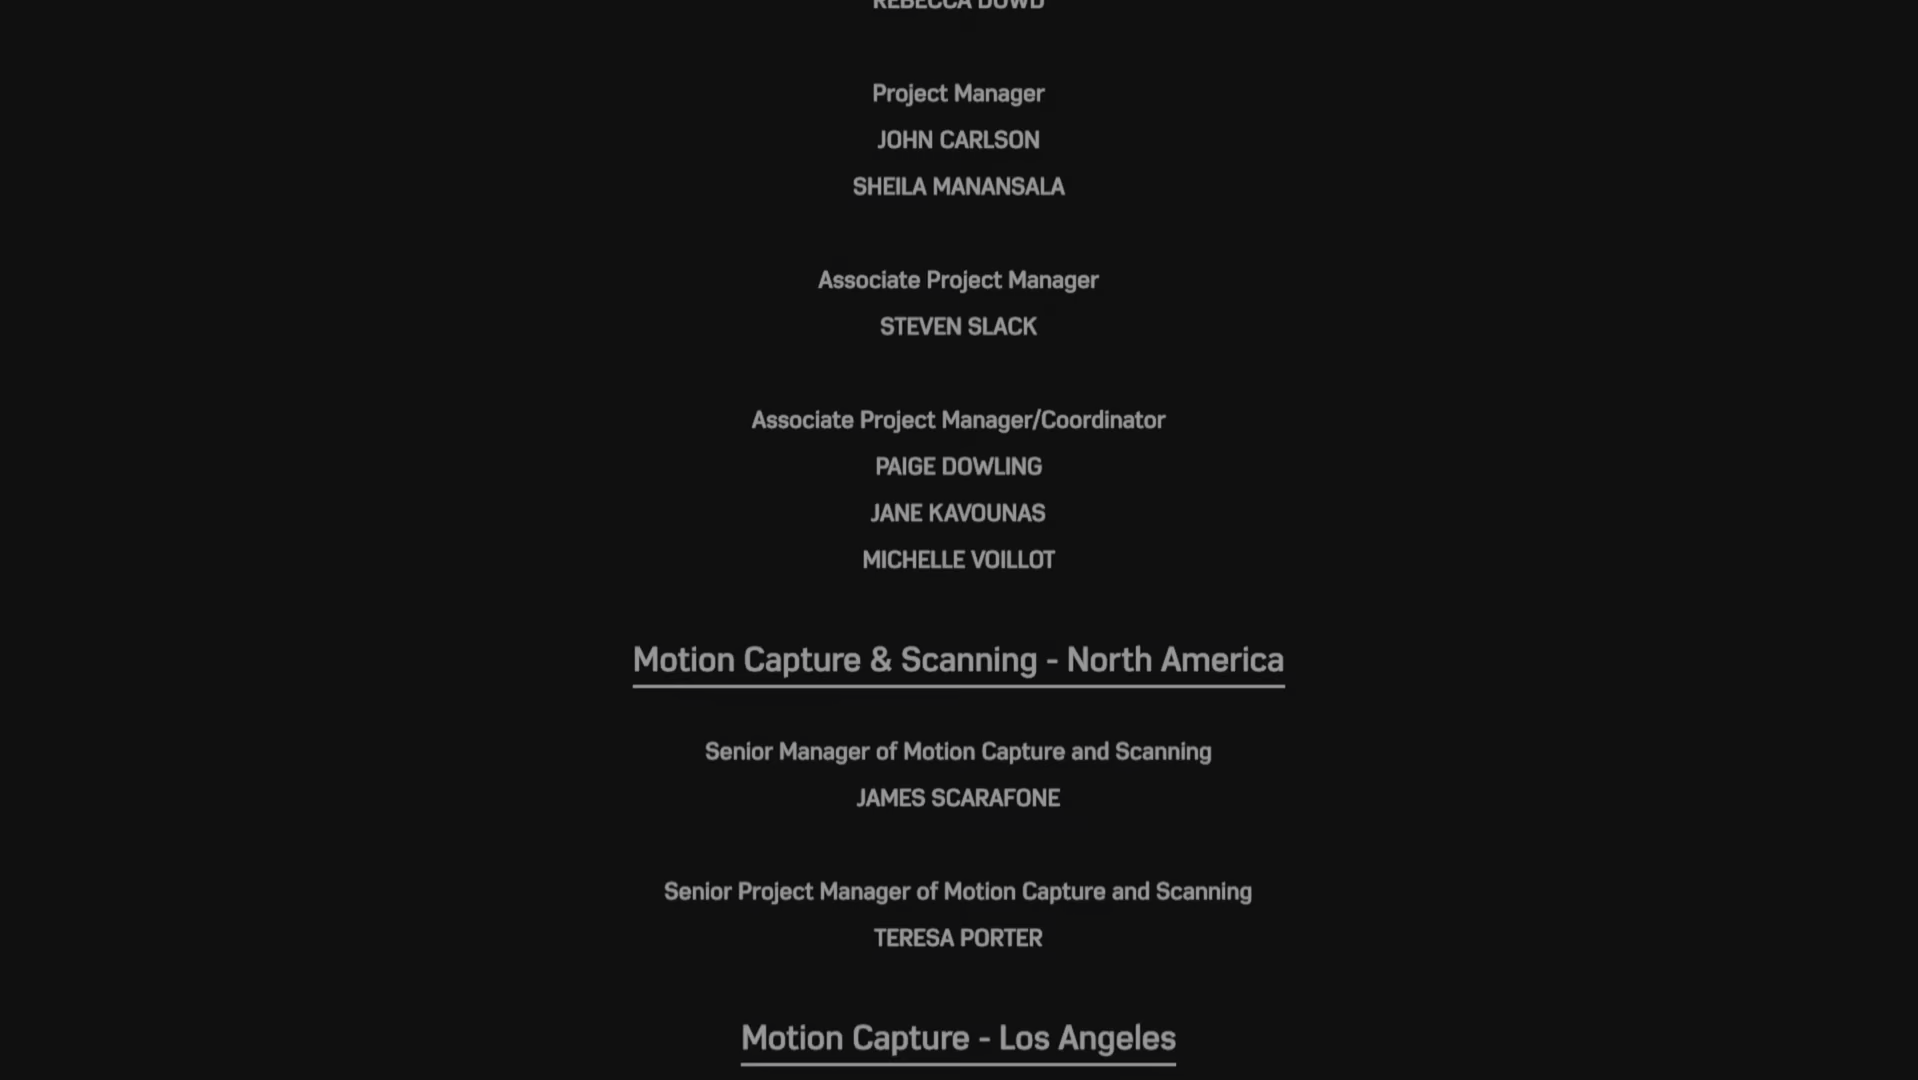 REBECCA DOWD
Project Manager
JOHN CARLSON
SHEILA MANANSALA
Associate Project Manager
STEVEN SLACK
Associate Project Manager/Coordinator
PAIGE DOWLING
JANE KAVOUNAS
MICHELLE VOILLOT
Motion Capture & Scanning - North America
Senior Manager of Motion Capture and Scanning
JAMES SCARAFONE
Senior Project Manager of Motion Capture and Scanning
TERESA PORTER
Motion Capture - Los Angeles